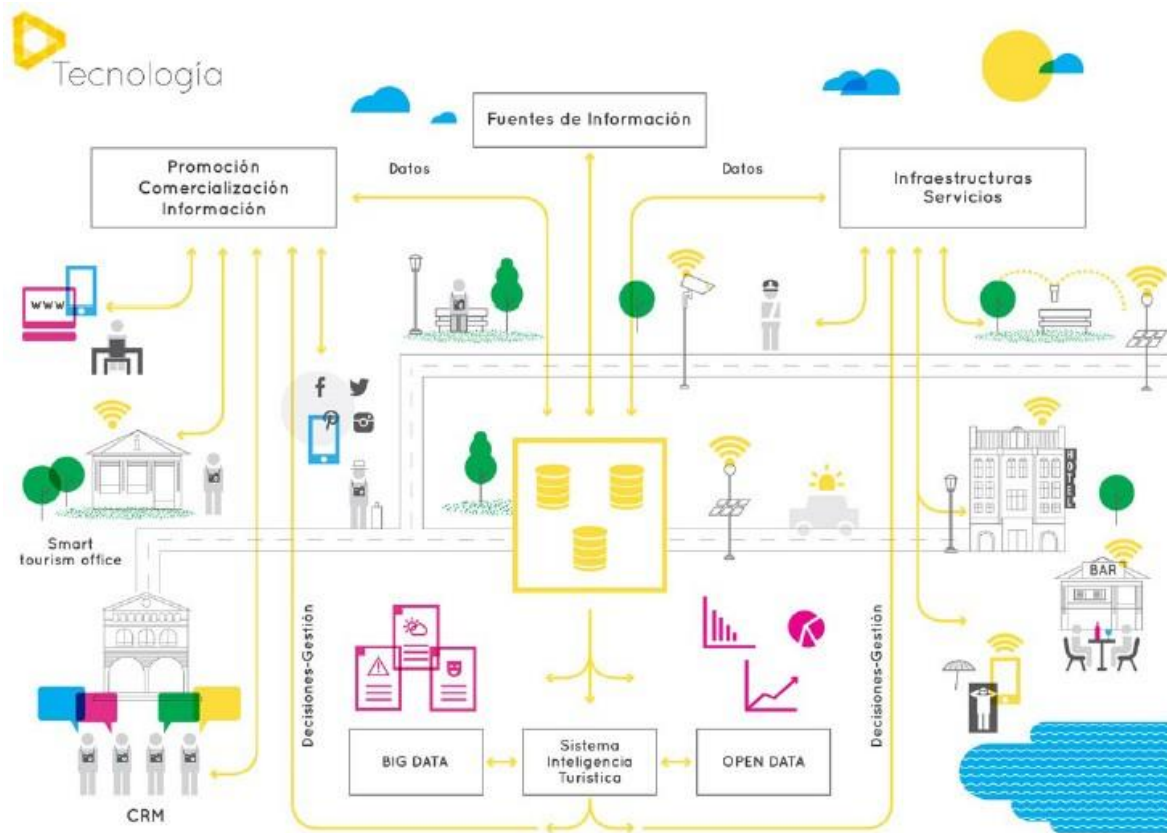 Tecnología
Fuentes de Información
Promoción
Comercialización
Información
Datos
Datos
Infraestructuras
Servicios
www
i
Smart
tourism office
HOTEL
BAR
Decisiones-Gestión
Decisiones-Gestión
BIG DATA
Sistema
Inteligencia
Turística
OPEN DATA
CRM